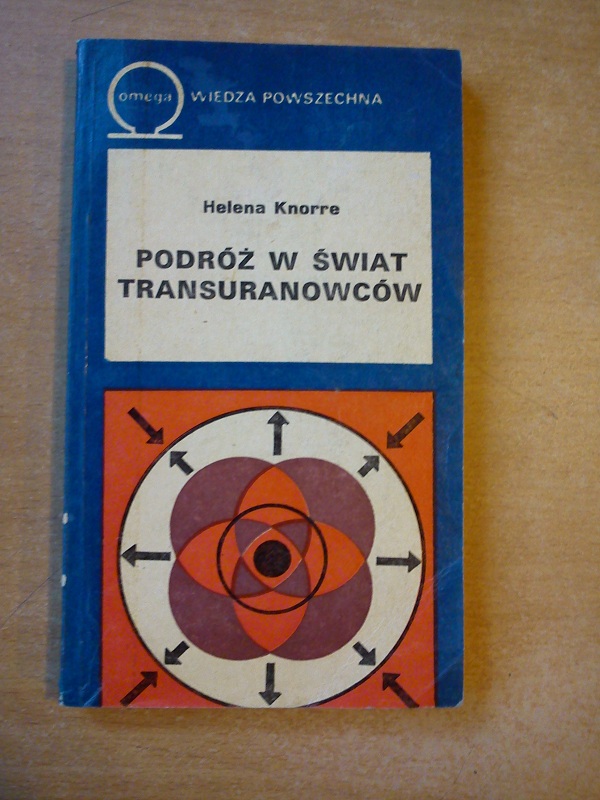 omega WIEDZA POWSZECHNA
Helena Knorre
PODRÓŻ W ŚWIAT
TRANSURANOWCÓW